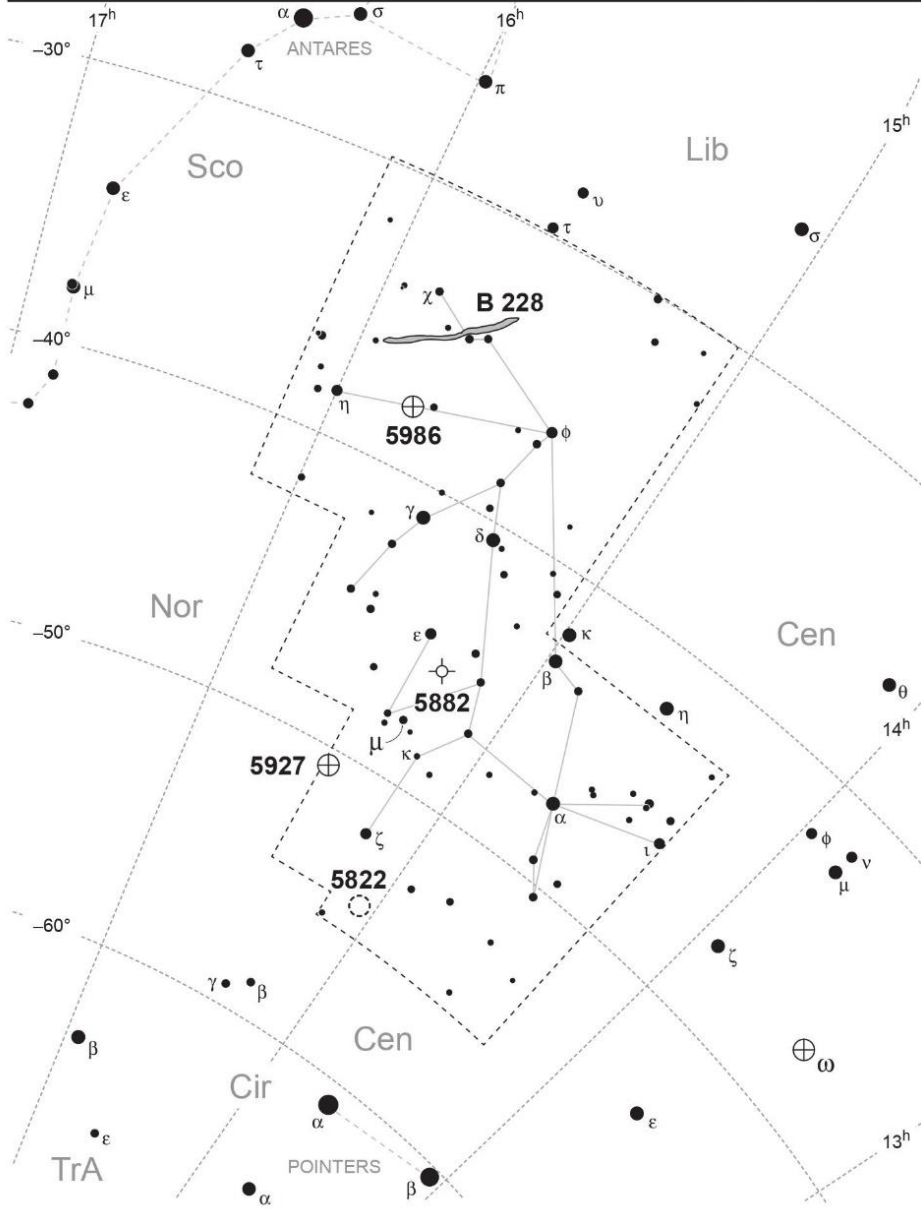 17h
α
σ
16h
ANTARES
–30°
τ
π
15h
Lib
Sco
ε
υ
τ
σ
μ
χ
B 228
–40°
η
5986
φ
γ
δ
Nor
ε
κ
Cen
–50°
β
θ
5882
η
μ
14h
κ
5927
α
φ
ζ
ι
ν
μ
5822
–60°
ζ
γ
β
Cen
β
ω
Cir
α
ε
ε
13h
TrA
POINTERS
β
α